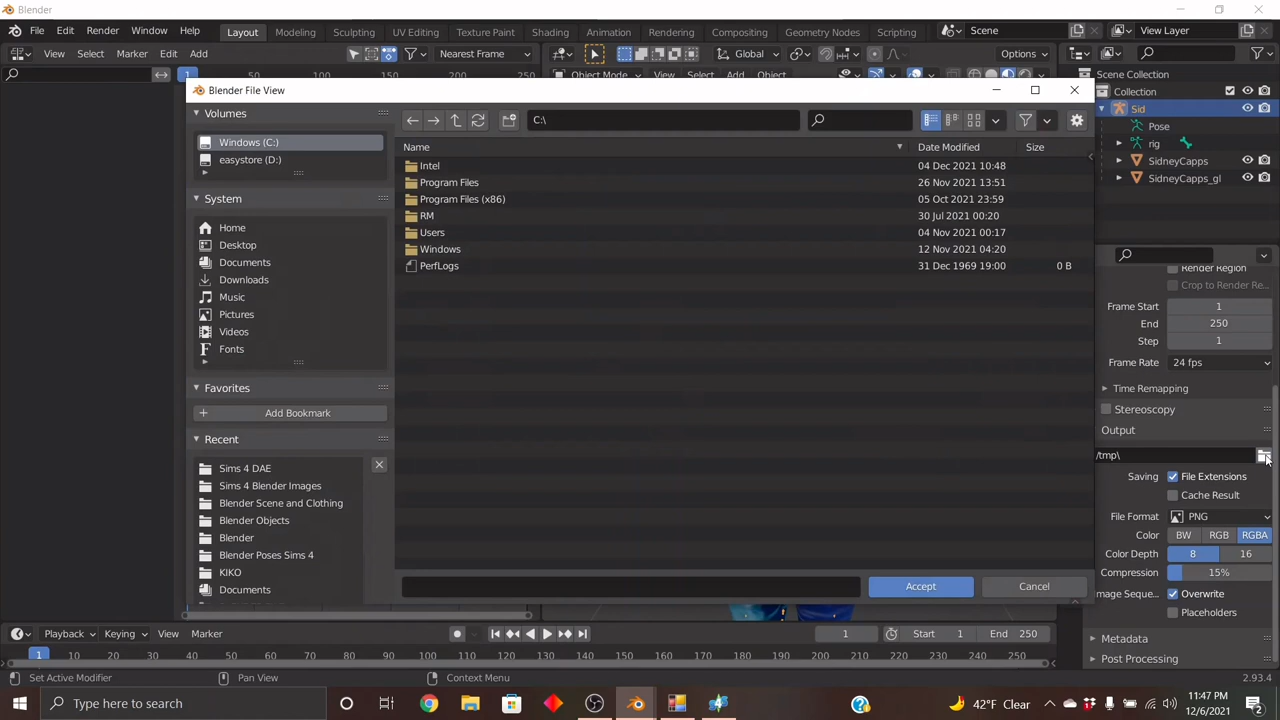 Blender
File Edit Render Window Help Layout Modeling Sculpting UV Editing Texture Paint Shading Animation Rendering Compositing Geometry Nodes Scripting Scene View Layer
View Select Marker Edit Add Nearest Frame Global Options
1 50 100 150 200 250 Object Mode View Select Add Object
Scene Collection
Collection
Sid
Pose
rig
SidneyCapps
SidneyCapps_gl
Blender File View
Volumes
Windows (C:)
easystore (D:)
System
Home
Desktop
Documents
Downloads
Music
Pictures
Videos
Fonts
Favorites
+ Add Bookmark
Recent
Sims 4 DAE
Sims 4 Blender Images
Blender Scene and Clothing
Blender Objects
Blender
Blender Poses Sims 4
KIKO
Documents
C:\
Name Date Modified Size
Intel 04 Dec 2021 10:48
Program Files 26 Nov 2021 13:51
Program Files (x86) 05 Oct 2021 23:59
RM 30 Jul 2021 00:20
Users 04 Nov 2021 00:17
Windows 12 Nov 2021 04:20
PerfLogs 31 Dec 1969 19:00 0 B
Accept Cancel
Render Region
Crop to Render Re...
Frame Start 1
End 250
Step 1
Frame Rate 24 fps
Time Remapping
Stereoscopy
Output
/tmp\
Saving File Extensions
Cache Result
File Format PNG
Color BW RGB RGBA
Color Depth 8 16
Compression 15%
mage Seque... Overwrite
Placeholders
Metadata
Post Processing
Playback Keying View Marker 1 Start 1 End 250
1 10 20 30 40 50 60 70 80 90 100 110 120 130 140 150 160 170 180 190 200 210 220 230 240 250
Set Active Modifier Pan View Context Menu 2.93.4
Type here to search 42°F Clear 11:47 PM
12/6/2021
2